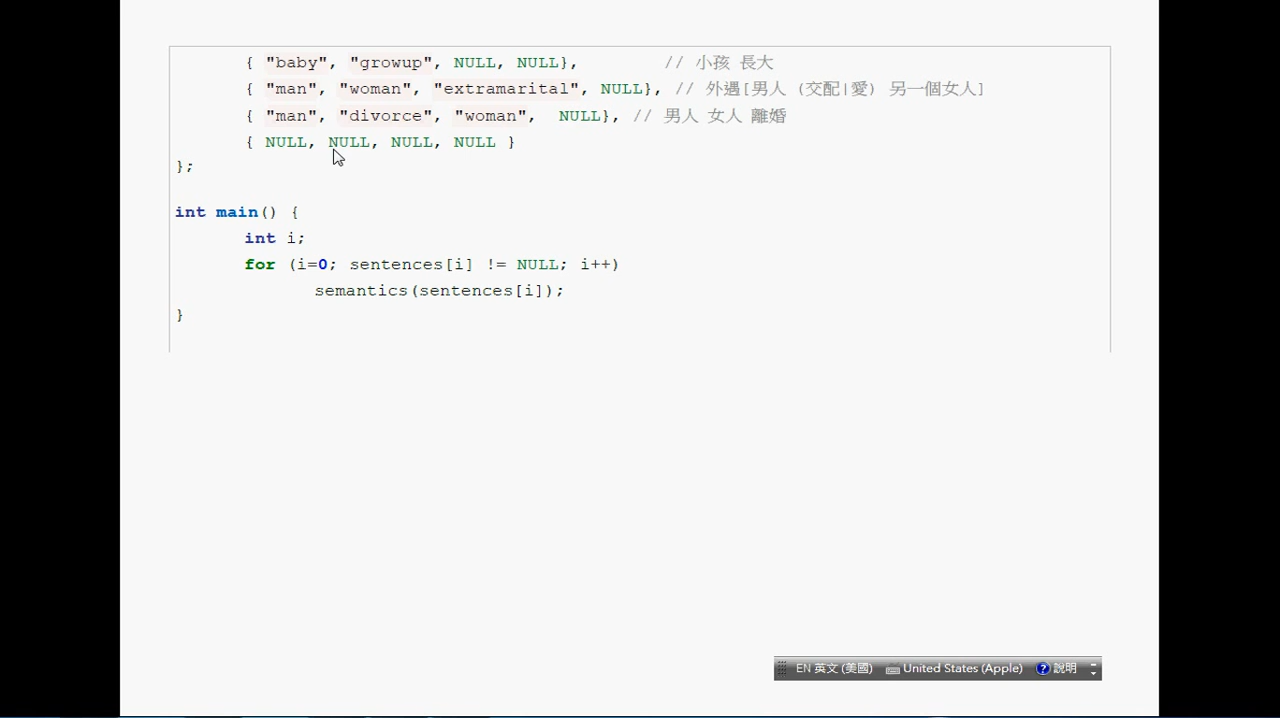 { "baby", "growup", NULL, NULL},        // 小孩 長大
{ "man", "woman", "extramarital", NULL}, // 外遇[男人 (交配|愛) 另一個女人]
{ "man", "divorce", "woman",  NULL}, // 男人 女人 離婚
{ NULL, NULL, NULL, NULL }
};
int main() {
int i;
for (i=0; sentences[i] != NULL; i++)
semantics(sentences[i]);
}
EN 英文 (美國) United States (Apple) ? 說明